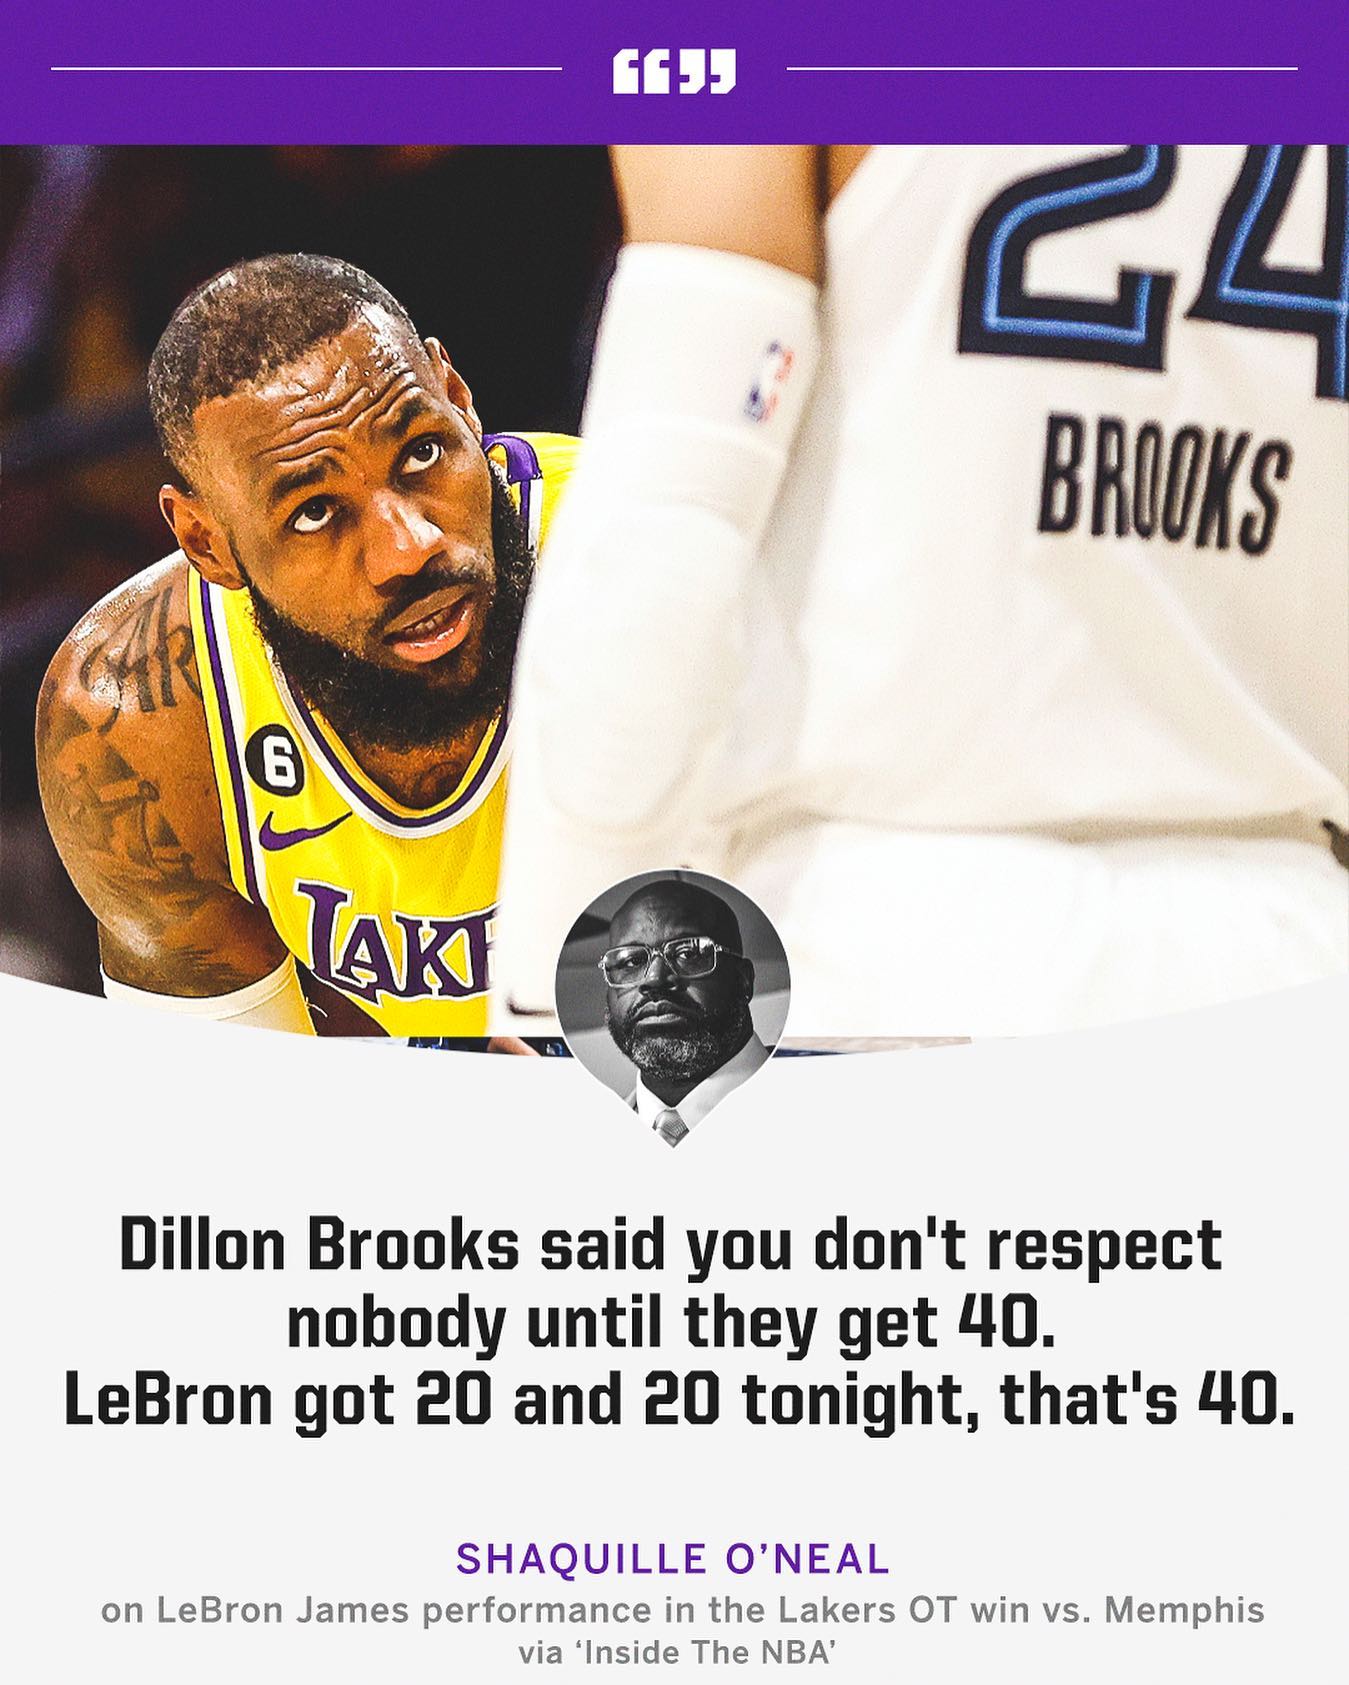 24
BROOKS
6
LAKE
Dillon Brooks said you don't respect
nobody until they get 40.
LeBron got 20 and 20 tonight, that's 40.
SHAQUILLE O’NEAL
on LeBron James performance in the Lakers OT win vs. Memphis
via ‘Inside The NBA’